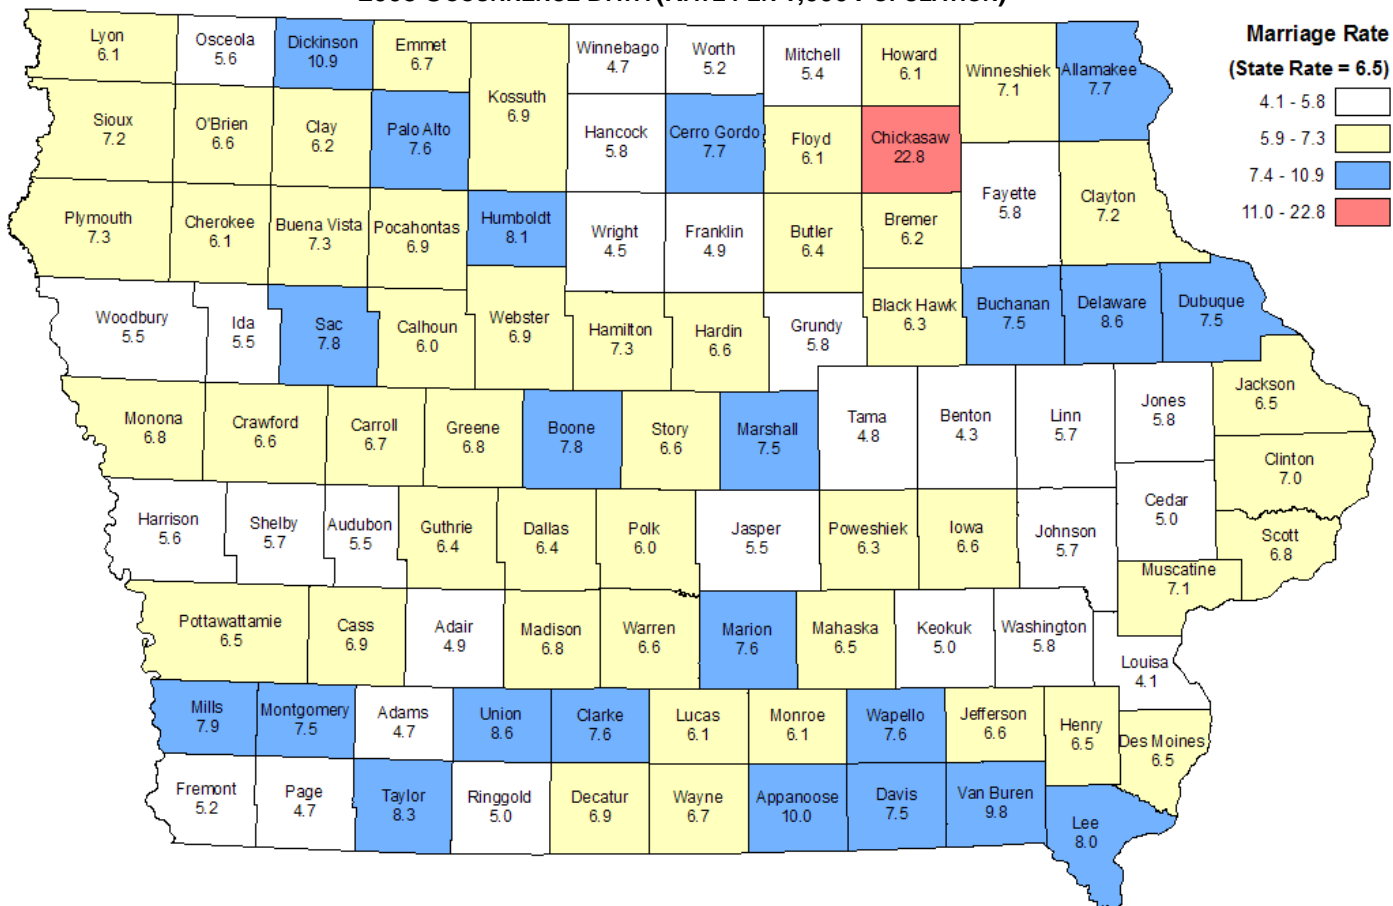 OCCURRENCE DATA (RATE PER 1,000 POPULATION)
Marriage Rate
(State Rate = 6.5)
4.1 - 5.8
5.9 - 7.3
7.4 - 10.9
11.0 - 22.8
Lyon
6.1
Osceola
5.6
Dickinson
10.9
Emmet
6.7
Kossuth
6.9
Winnebago
4.7
Worth
5.2
Mitchell
5.4
Howard
6.1
Winneshiek
7.1
Allamakee
7.7
Sioux
7.2
O'Brien
6.6
Clay
6.2
Palo Alto
7.6
Hancock
5.8
Cerro Gordo
7.7
Floyd
6.1
Chickasaw
22.8
Fayette
5.8
Clayton
7.2
Plymouth
7.3
Cherokee
6.1
Buena Vista
7.3
Pocahontas
6.9
Humboldt
8.1
Wright
4.5
Franklin
4.9
Butler
6.4
Bremer
6.2
Woodbury
5.5
Ida
5.5
Sac
7.8
Calhoun
6.0
Webster
6.9
Hamilton
7.3
Hardin
6.6
Grundy
5.8
Black Hawk
6.3
Buchanan
7.5
Delaware
8.6
Dubuque
7.5
Monona
6.8
Crawford
6.6
Carroll
6.7
Greene
6.8
Boone
7.8
Story
6.6
Marshall
7.5
Tama
4.8
Benton
4.3
Linn
5.7
Jones
5.8
Jackson
6.5
Clinton
7.0
Harrison
5.6
Shelby
5.7
Audubon
5.5
Guthrie
6.4
Dallas
6.4
Polk
6.0
Jasper
5.5
Poweshiek
6.3
Iowa
6.6
Johnson
5.7
Cedar
5.0
Scott
6.8
Muscatine
7.1
Pottawattamie
6.5
Cass
6.9
Adair
4.9
Madison
6.8
Warren
6.6
Marion
7.6
Mahaska
6.5
Keokuk
5.0
Washington
5.8
Louisa
4.1
Mills
7.9
Montgomery
7.5
Adams
4.7
Union
8.6
Clarke
7.6
Lucas
6.1
Monroe
6.1
Wapello
7.6
Jefferson
6.6
Henry
6.5
Des Moines
6.5
Fremont
5.2
Page
4.7
Taylor
8.3
Ringgold
5.0
Decatur
6.9
Wayne
6.7
Appanoose
10.0
Davis
7.5
Van Buren
9.8
Lee
8.0